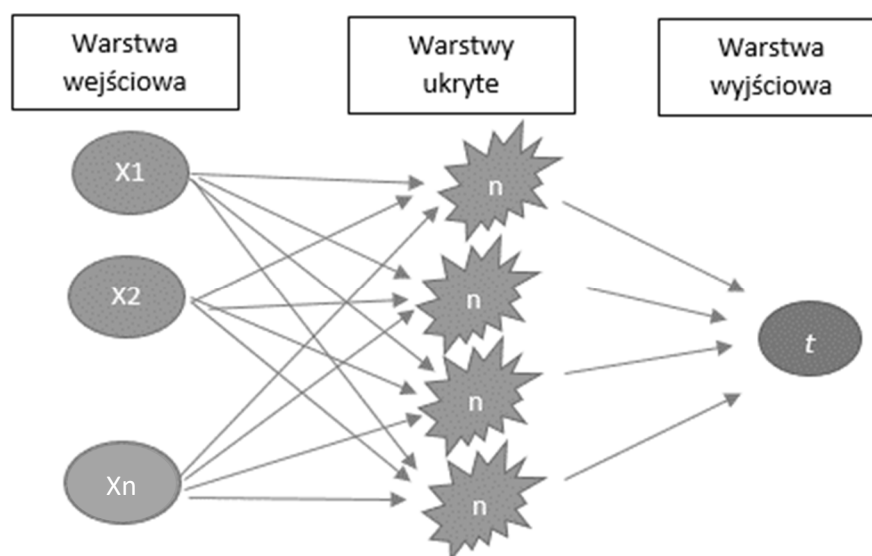 Warstwa
wejściowa
Warstwy
ukryte
Warstwa
wyjściowa
X1
n
X2
n
t
n
Xn
n